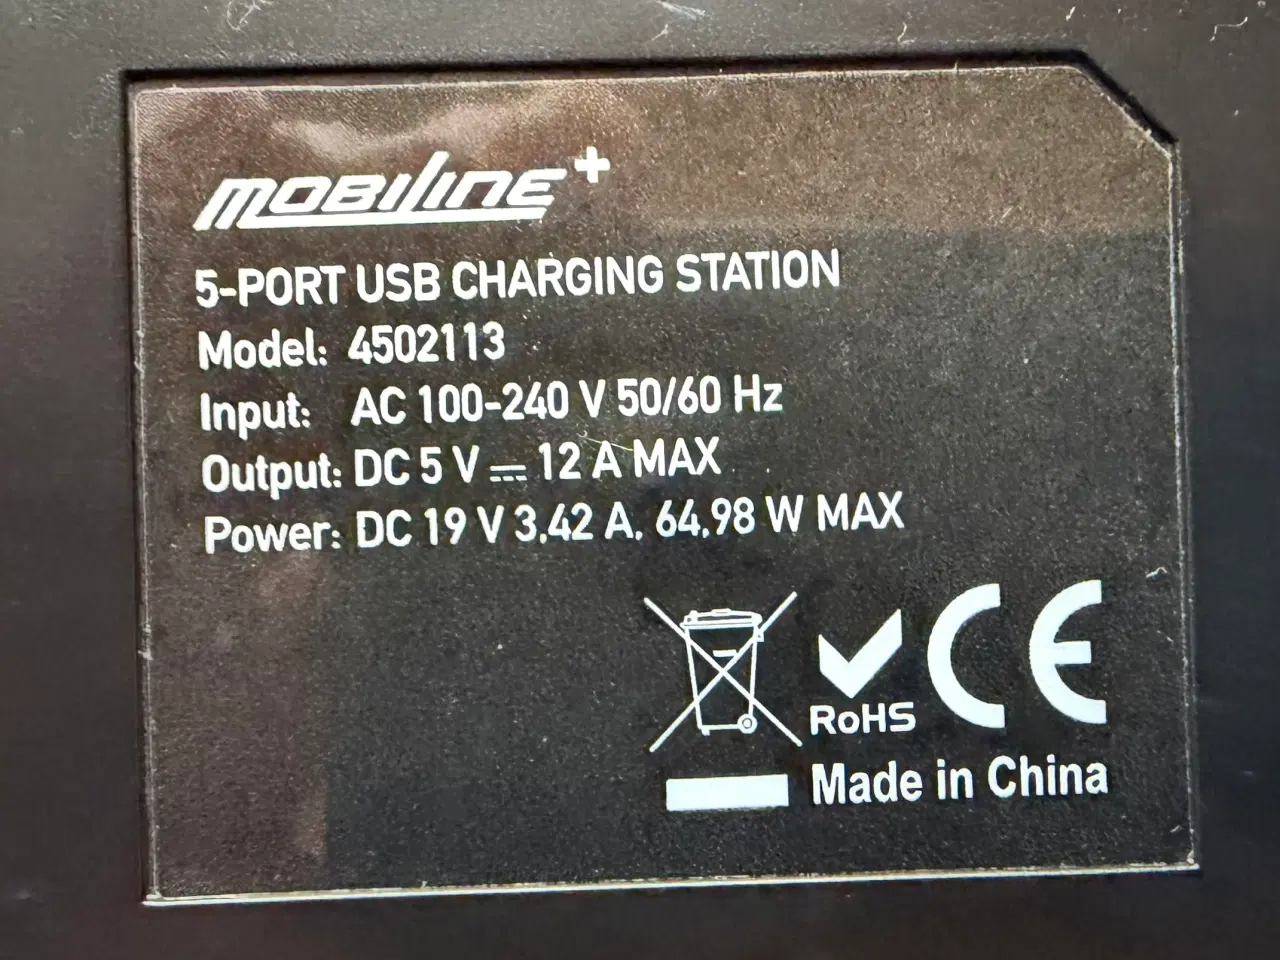 MOBILINE+
5-PORT USB CHARGING STATION
Model: 4502113
Input: AC 100-240 V 50/60 Hz
Output: DC 5 V ⎓ 12 A MAX
Power: DC 19 V 3.42 A, 64.98 W MAX
RoHS
CE
Made in China